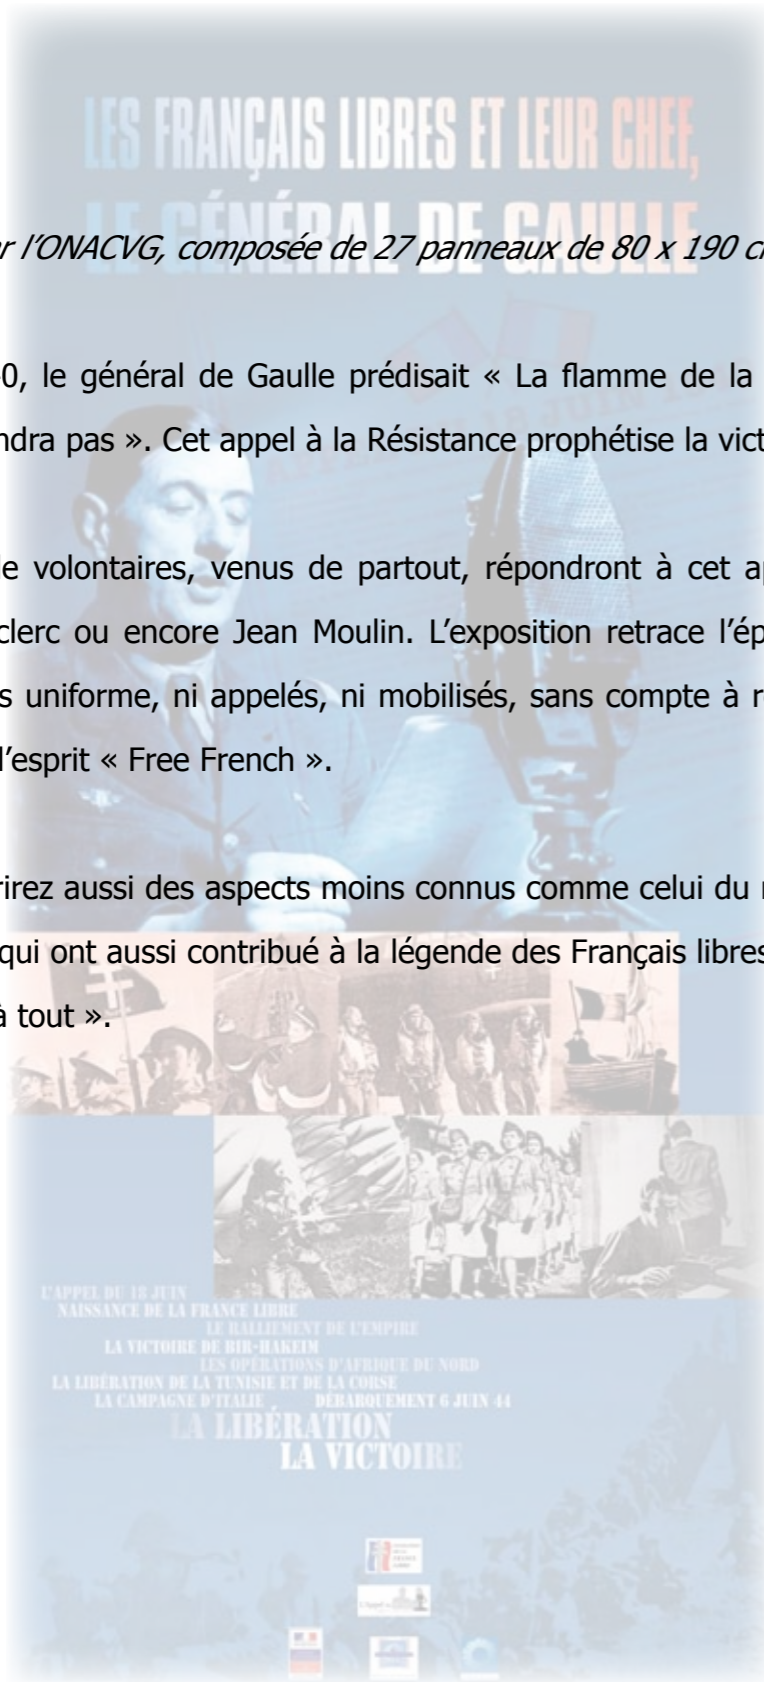 LES FRANÇAIS LIBRES ET LEUR CHEF,
LE GÉNÉRAL DE GAULLE
r l'ONACVG, composée de 27 panneaux de 80 x 190
0, le général de Gaulle prédisait « La flamme de la
ndra pas ». Cet appel à la Résistance prophétise la vict
e volontaires, venus de partout, répondront à cet a
clerc ou encore Jean Moulin. L'exposition retrace l'ép
s uniforme, ni appelés, ni mobilisés, sans compte à r
l'esprit « Free French ».
rirez aussi des aspects moins connus comme celui du
qui ont aussi contribué à la légende des Français libres
à tout ».
L'APPEL DU 18 JUIN
NAISSANCE DE LA FRANCE LIBRE
LE RALLIEMENT DE L'EMPIRE
LA VICTOIRE DE BIR-HAKEIM
LES OPÉRATIONS D'AFRIQUE DU NORD
LA LIBÉRATION DE LA TUNISIE ET DE LA CORSE
LA CAMPAGNE D'ITALIE DÉBARQUEMENT 6 JUIN 44
LA LIBÉRATION
LA VICTOIRE